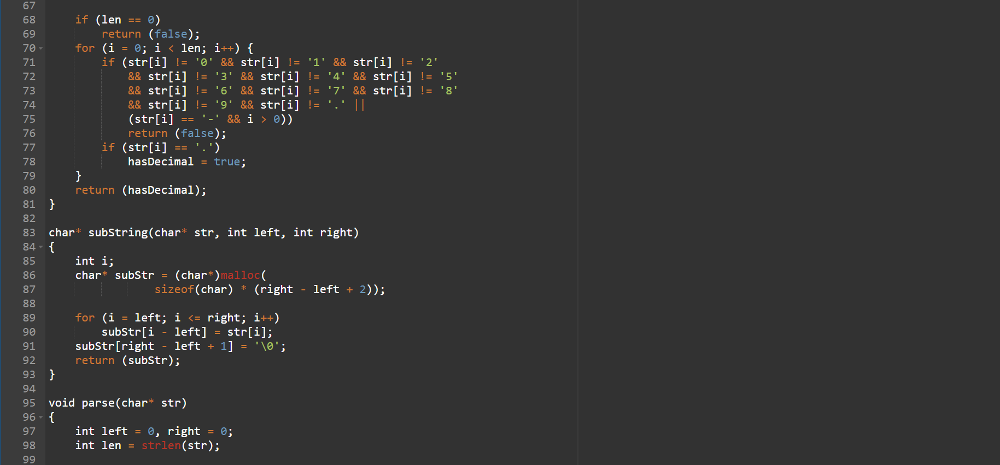 67
68 if (len == 0)
69 return (false);
70 for (i = 0; i < len; i++) {
71 if (str[i] != '0' && str[i] != '1' && str[i] != '2'
72 && str[i] != '3' && str[i] != '4' && str[i] != '5'
73 && str[i] != '6' && str[i] != '7' && str[i] != '8'
74 && str[i] != '9' && str[i] != '.' ||
75 (str[i] == '-' && i > 0))
76 return (false);
77 if (str[i] == '.')
78 hasDecimal = true;
79 }
80 return (hasDecimal);
81 }
82
83 char* subString(char* str, int left, int right)
84 {
85 int i;
86 char* subStr = (char*)malloc(
87 sizeof(char) * (right - left + 2));
88
89 for (i = left; i <= right; i++)
90 subStr[i - left] = str[i];
91 subStr[right - left + 1] = '\0';
92 return (subStr);
93 }
94
95 void parse(char* str)
96 {
97 int left = 0, right = 0;
98 int len = strlen(str);
99